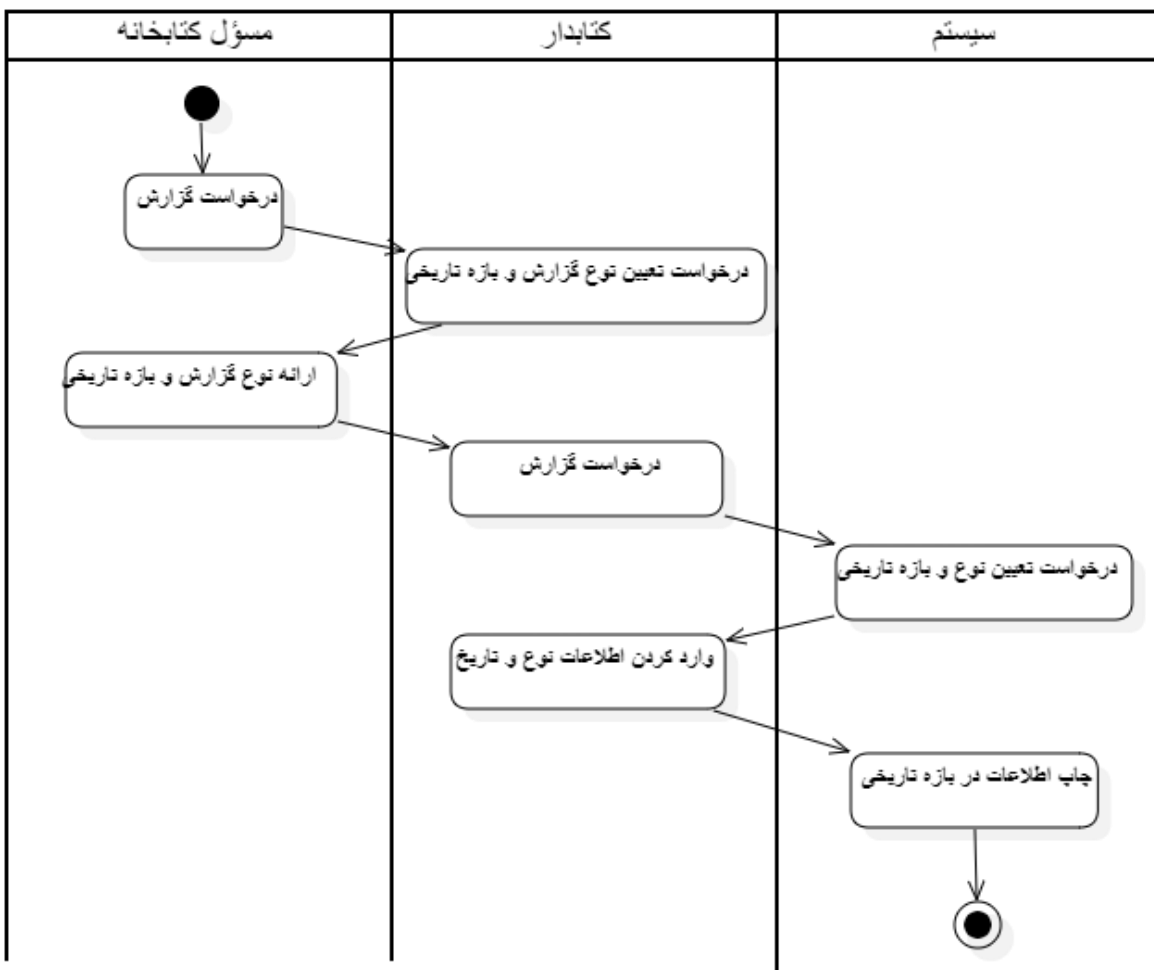 مسؤل کتابخانه
کتابدار
سیستم
درخواست گزارش
درخواست تعیین نوع گزارش و بازه تاریخی
ارائه نوع گزارش و بازه تاریخی
درخواست گزارش
درخواست تعیین نوع و بازه تاریخی
وارد کردن اطلاعات نوع و تاریخ
چاپ اطلاعات در بازه تاریخی